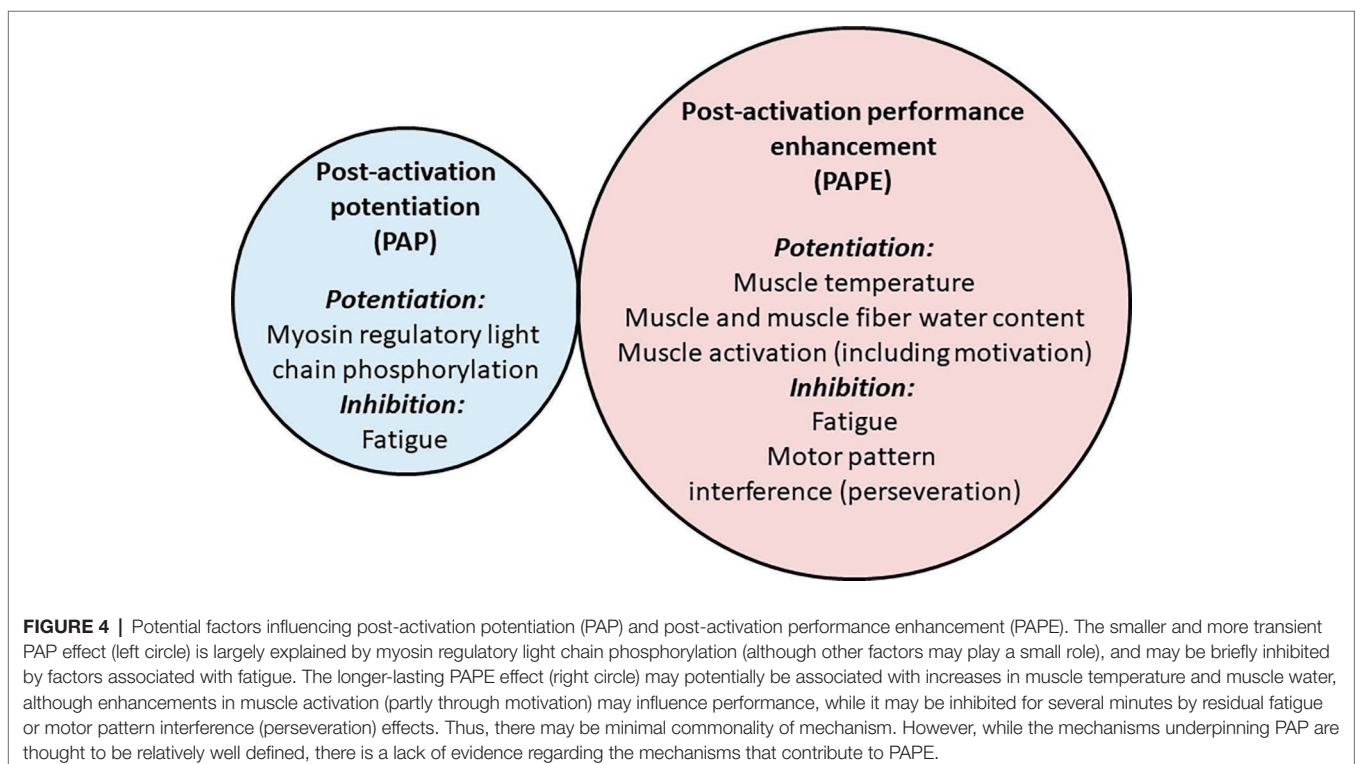 Post-activation
potentiation
(PAP)
Potentiation:
Myosin regulatory light
chain phosphorylation
Inhibition:
Fatigue
Post-activation performance
enhancement
(PAPE)
Potentiation:
Muscle temperature
Muscle and muscle fiber water content
Muscle activation (including motivation)
Inhibition:
Fatigue
Motor pattern
interference (perseveration)
FIGURE 4 | Potential factors influencing post-activation potentiation (PAP) and post-activation performance enhancement (PAPE). The smaller and more transient
PAP effect (left circle) is largely explained by myosin regulatory light chain phosphorylation (although other factors may play a small role), and may be briefly inhibited
by factors associated with fatigue. The longer-lasting PAPE effect (right circle) may potentially be associated with increases in muscle temperature and muscle water,
although enhancements in muscle activation (partly through motivation) may influence performance, while it may be inhibited for several minutes by residual fatigue
or motor pattern interference (perseveration) effects. Thus, there may be minimal commonality of mechanism. However, while the mechanisms underpinning PAP are
thought to be relatively well defined, there is a lack of evidence regarding the mechanisms that contribute to PAPE.